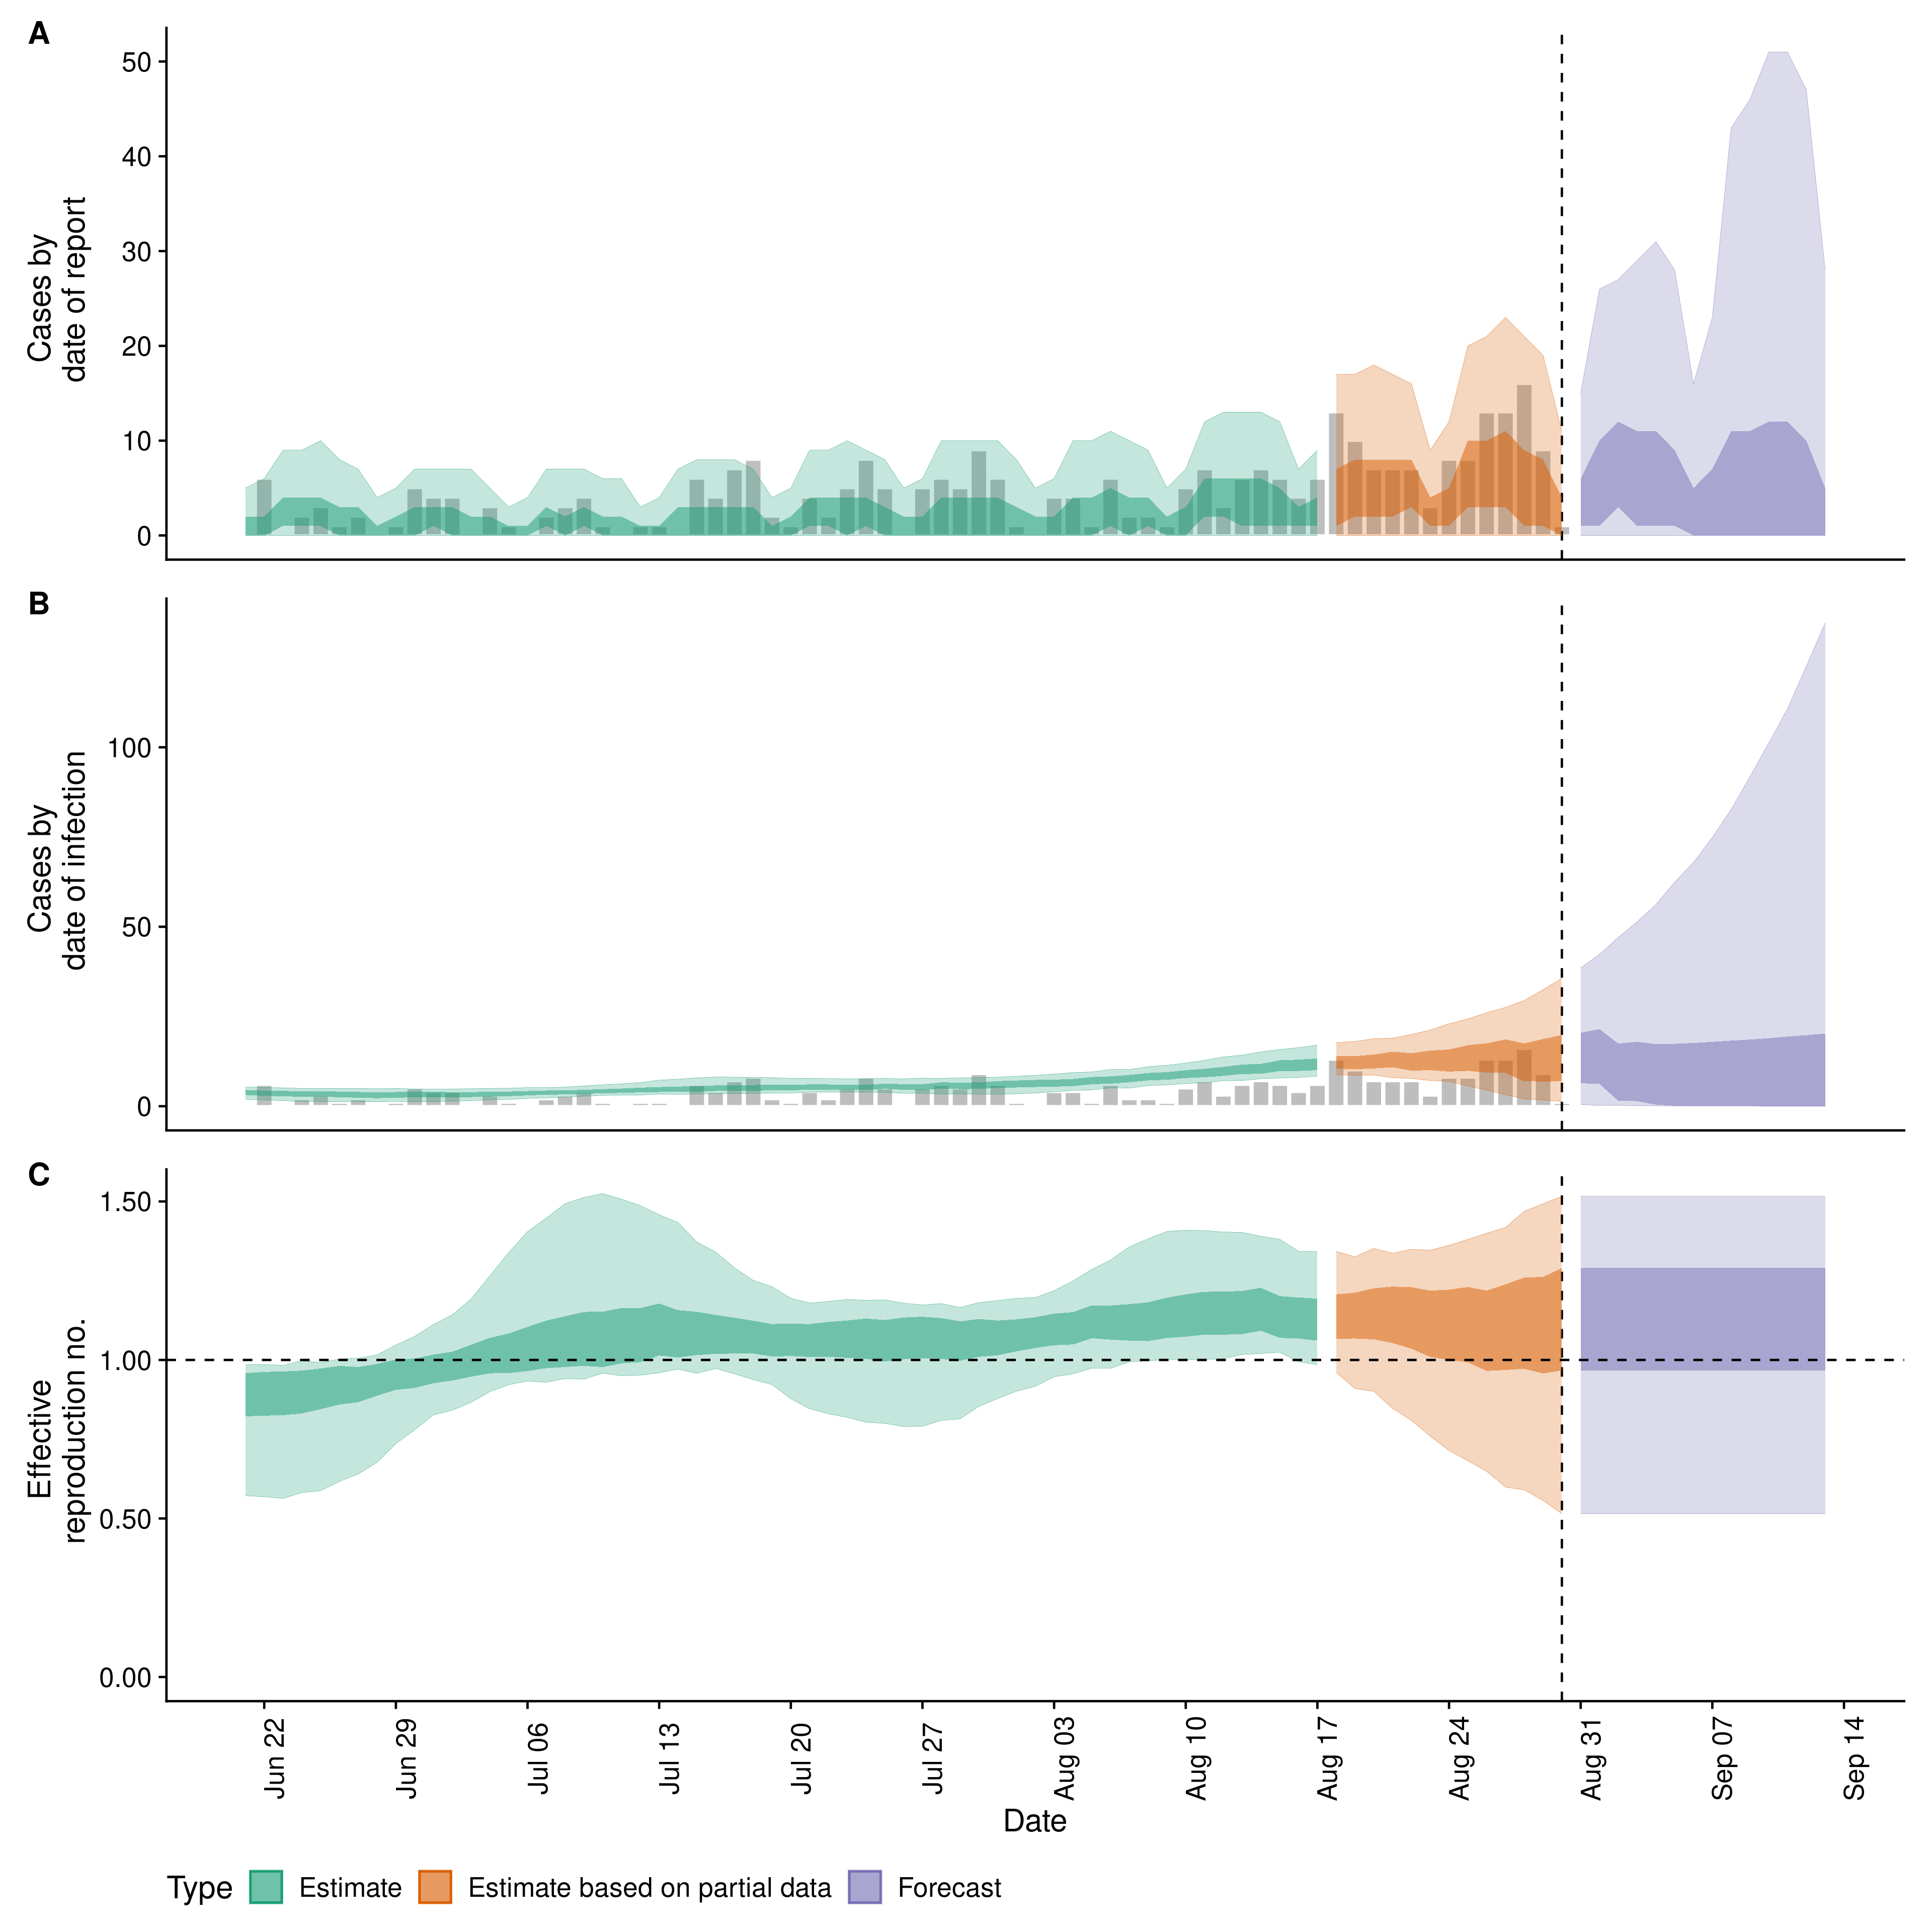 A
50
40
30
20
10
0
Cases by
date of report
B
100
50
0
Cases by
date of infection
C
1.50
1.00
0.50
0.00
Effective
reproduction no.
Jun 22
Jun 29
Jul 06
Jul 13
Jul 20
Jul 27
Aug 03
Aug 10
Aug 17
Aug 24
Aug 31
Sep 07
Sep 14
Date
Type Estimate Estimate based on partial data Forecast